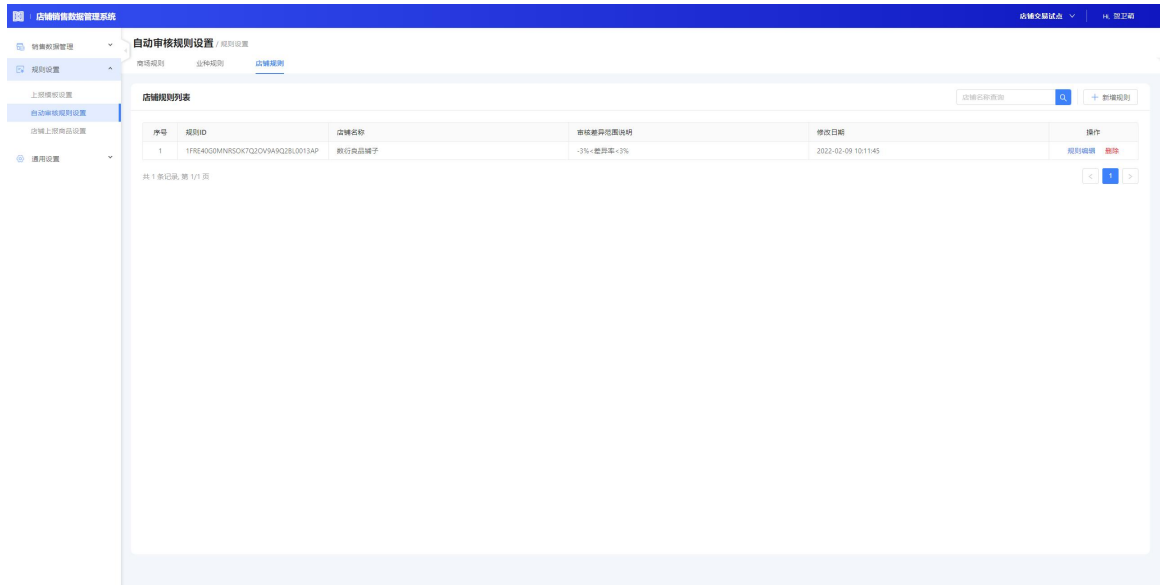 店铺销售数据管理系统
店铺交易试点
Hi, 贺卫萌
销售数据管理
规则设置
上报模板设置
自动审核规则设置
店铺上报商品设置
通用设置
自动审核规则设置 / 规则设置
商场规则 业种规则 店铺规则
店铺规则列表
店铺名称查询
+ 新增规则
序号 规则ID 店铺名称 审核差异范围说明 修改日期 操作
1 1FRE40G0MNRSOK7Q2OV9A9Q2BL0013AP 数衍良品铺子 -3%<差异率<3% 2022-02-09 10:11:45 规则编辑 删除
共 1 条记录, 第 1/1 页
< 1 >